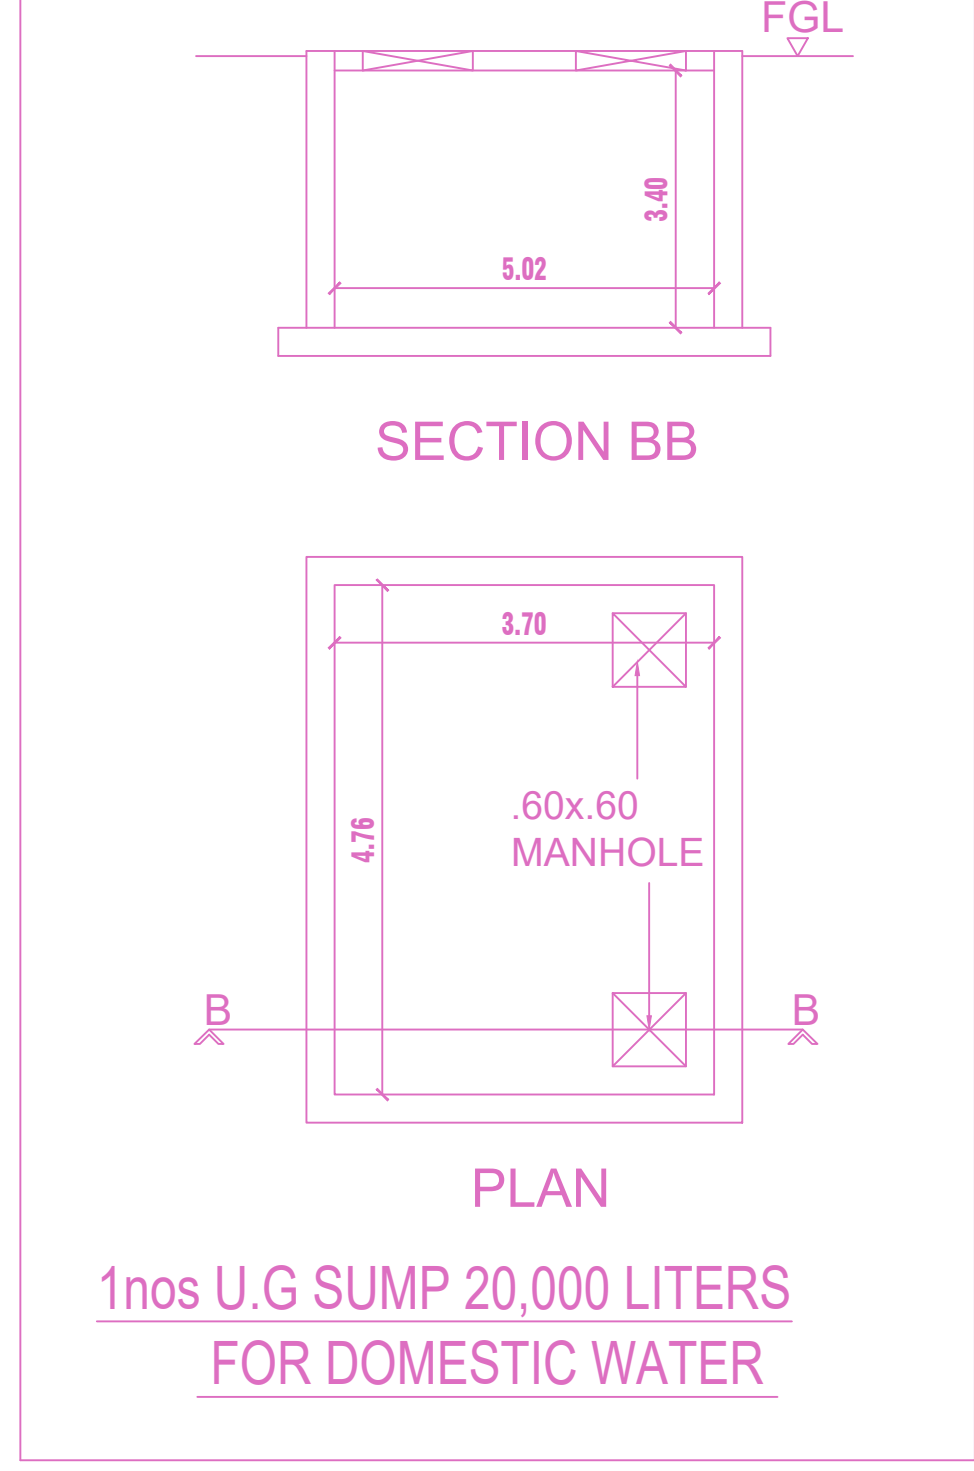 FGL
3.40
5.02
SECTION BB
3.70
.60x.60
MANHOLE
4.76
B
B
PLAN
1nos U.G SUMP 20,000 LITERS
FOR DOMESTIC WATER